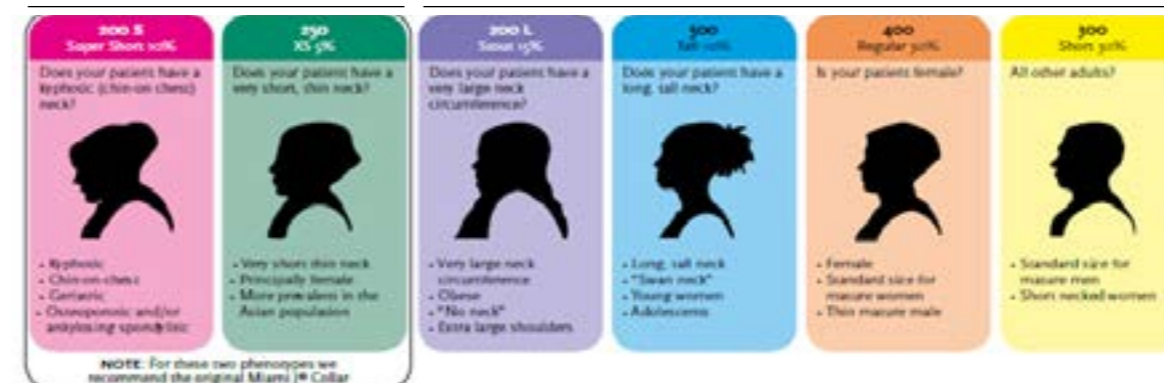 200 S
Super Short 10%
Does your patient have a
kyphotic (chin-on chest)
neck?
- Kyphotic
- Chin-on-chest
- Geriatric
- Osteoporotic and/or
ankylosing spondylitic
250
XS 5%
Does your patient have a
very short, thin neck?
- Very short thin neck
- Principally female
- More prevalent in the
Asian population
NOTE: For these two phenotypes we
recommend the original Miami J® Collar
200 L
Stout 15%
Does your patient have a
very large neck
circumference?
- Very large neck
circumference
- Obese
- "No neck"
- Extra large shoulders
500
Tall 10%
Does your patient have a
long, tall neck?
- Long, tall neck
- "Swan neck"
- Young women
- Adolescents
400
Regular 30%
Is your patient female?
- Female
- Standard size for
mature women
- Thin mature male
300
Short 30%
All other adults?
- Standard size for
mature men
- Short necked women